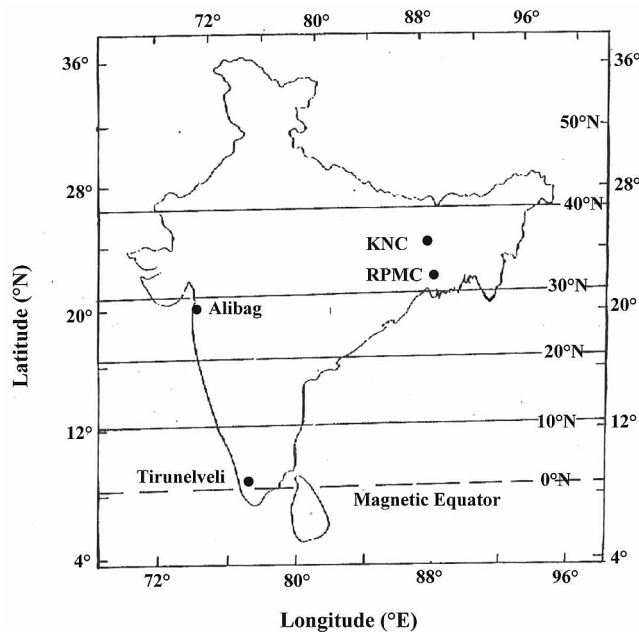 72° 80° 88° 96°
36° 36°
50°N
28° 28°
40°N
KNC
RPMC
30°N
20° Alibag 20°
20°N
10°N
12° 12°
Tirunelveli 0°N
Magnetic Equator
4° 4°
72° 80° 88° 96°
Latitude (°N)
Longitude (°E)